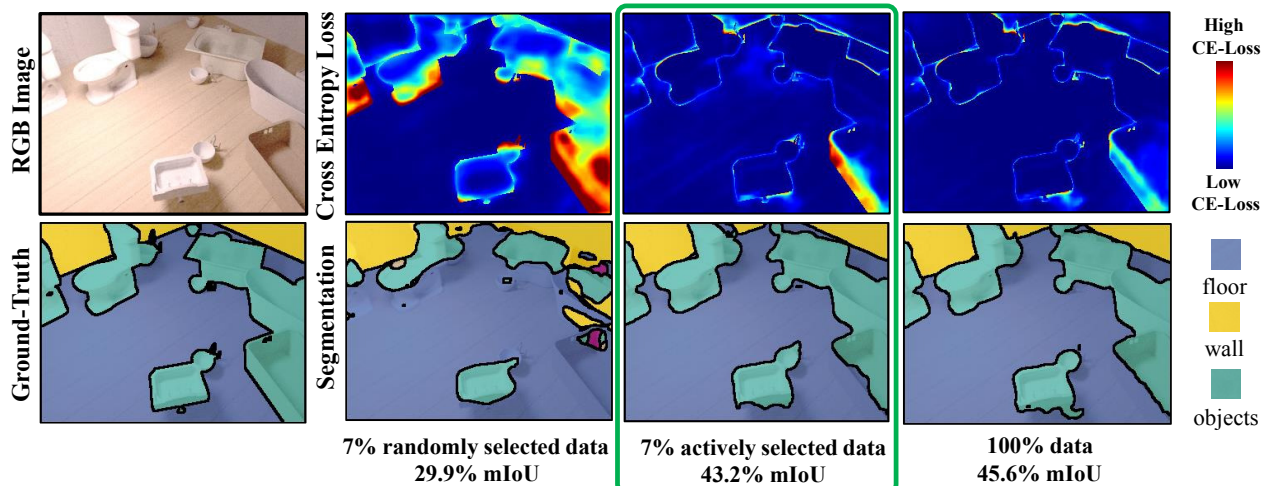 RGB Image
Cross Entropy Loss
High
CE-Loss
Low
CE-Loss
Ground-Truth
Segmentation
floor
wall
objects
7% randomly selected data
29.9% mIoU
7% actively selected data
43.2% mIoU
100% data
45.6% mIoU